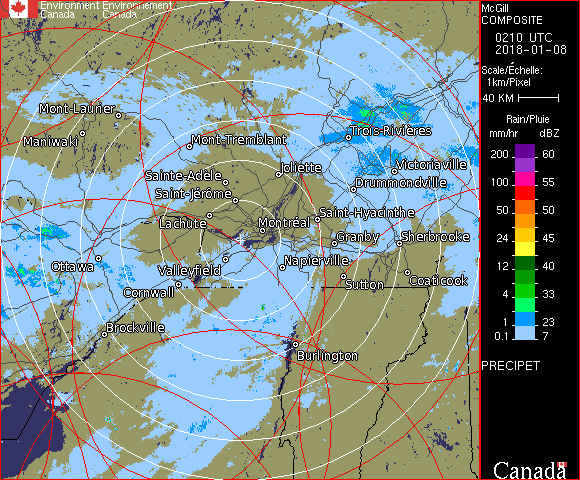 Environment Environnement
Canada Canada
McGill
COMPOSITE
0210 UTC
2018-01-08
Scale/Échelle:
1km/Pixel
40 KM
Rain/Pluie
mm/hr dBZ
200 60
100 55
50 50
24 45
12 40
4 33
1 23
0.1 7
PRECIPET
Canada
Mont-Laurier
Maniwaki
Mont-Tremblant
Trois-Rivières
Joliette
Victoriaville
Sainte-Adèle
Drummondville
Saint-Jérôme
Saint-Hyacinthe
Lachute
Montréal
Granby
Sherbrooke
Ottawa
Valleyfield
Napierville
Cornwall
Sutton
Coaticook
Brockville
Burlington